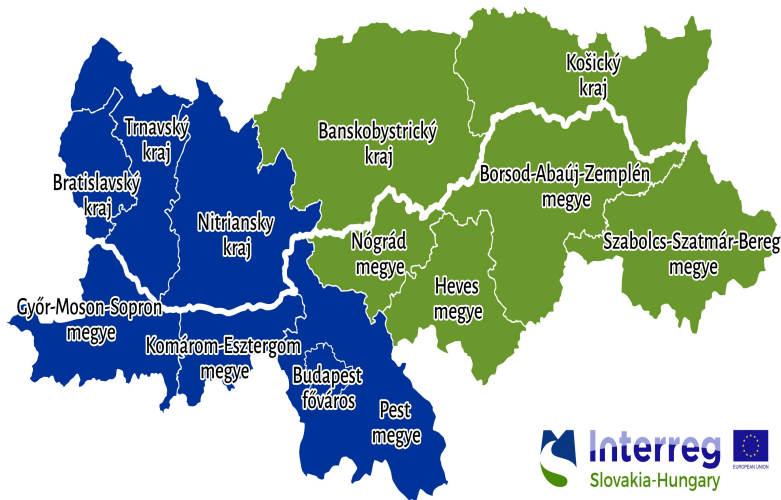 Košický
kraj
Trnavský
kraj
Banskobystrický
kraj
Bratislavský
kraj
Borsod-Abaúj-Zemplén
megye
Nitriansky
kraj
Nógrád
megye
Szabolcs-Szatmár-Bereg
megye
Heves
megye
Győr-Moson-Sopron
megye
Komárom-Esztergom
megye
Budapest
főváros
Pest
megye
Interreg
EUROPEAN UNION
Slovakia-Hungary